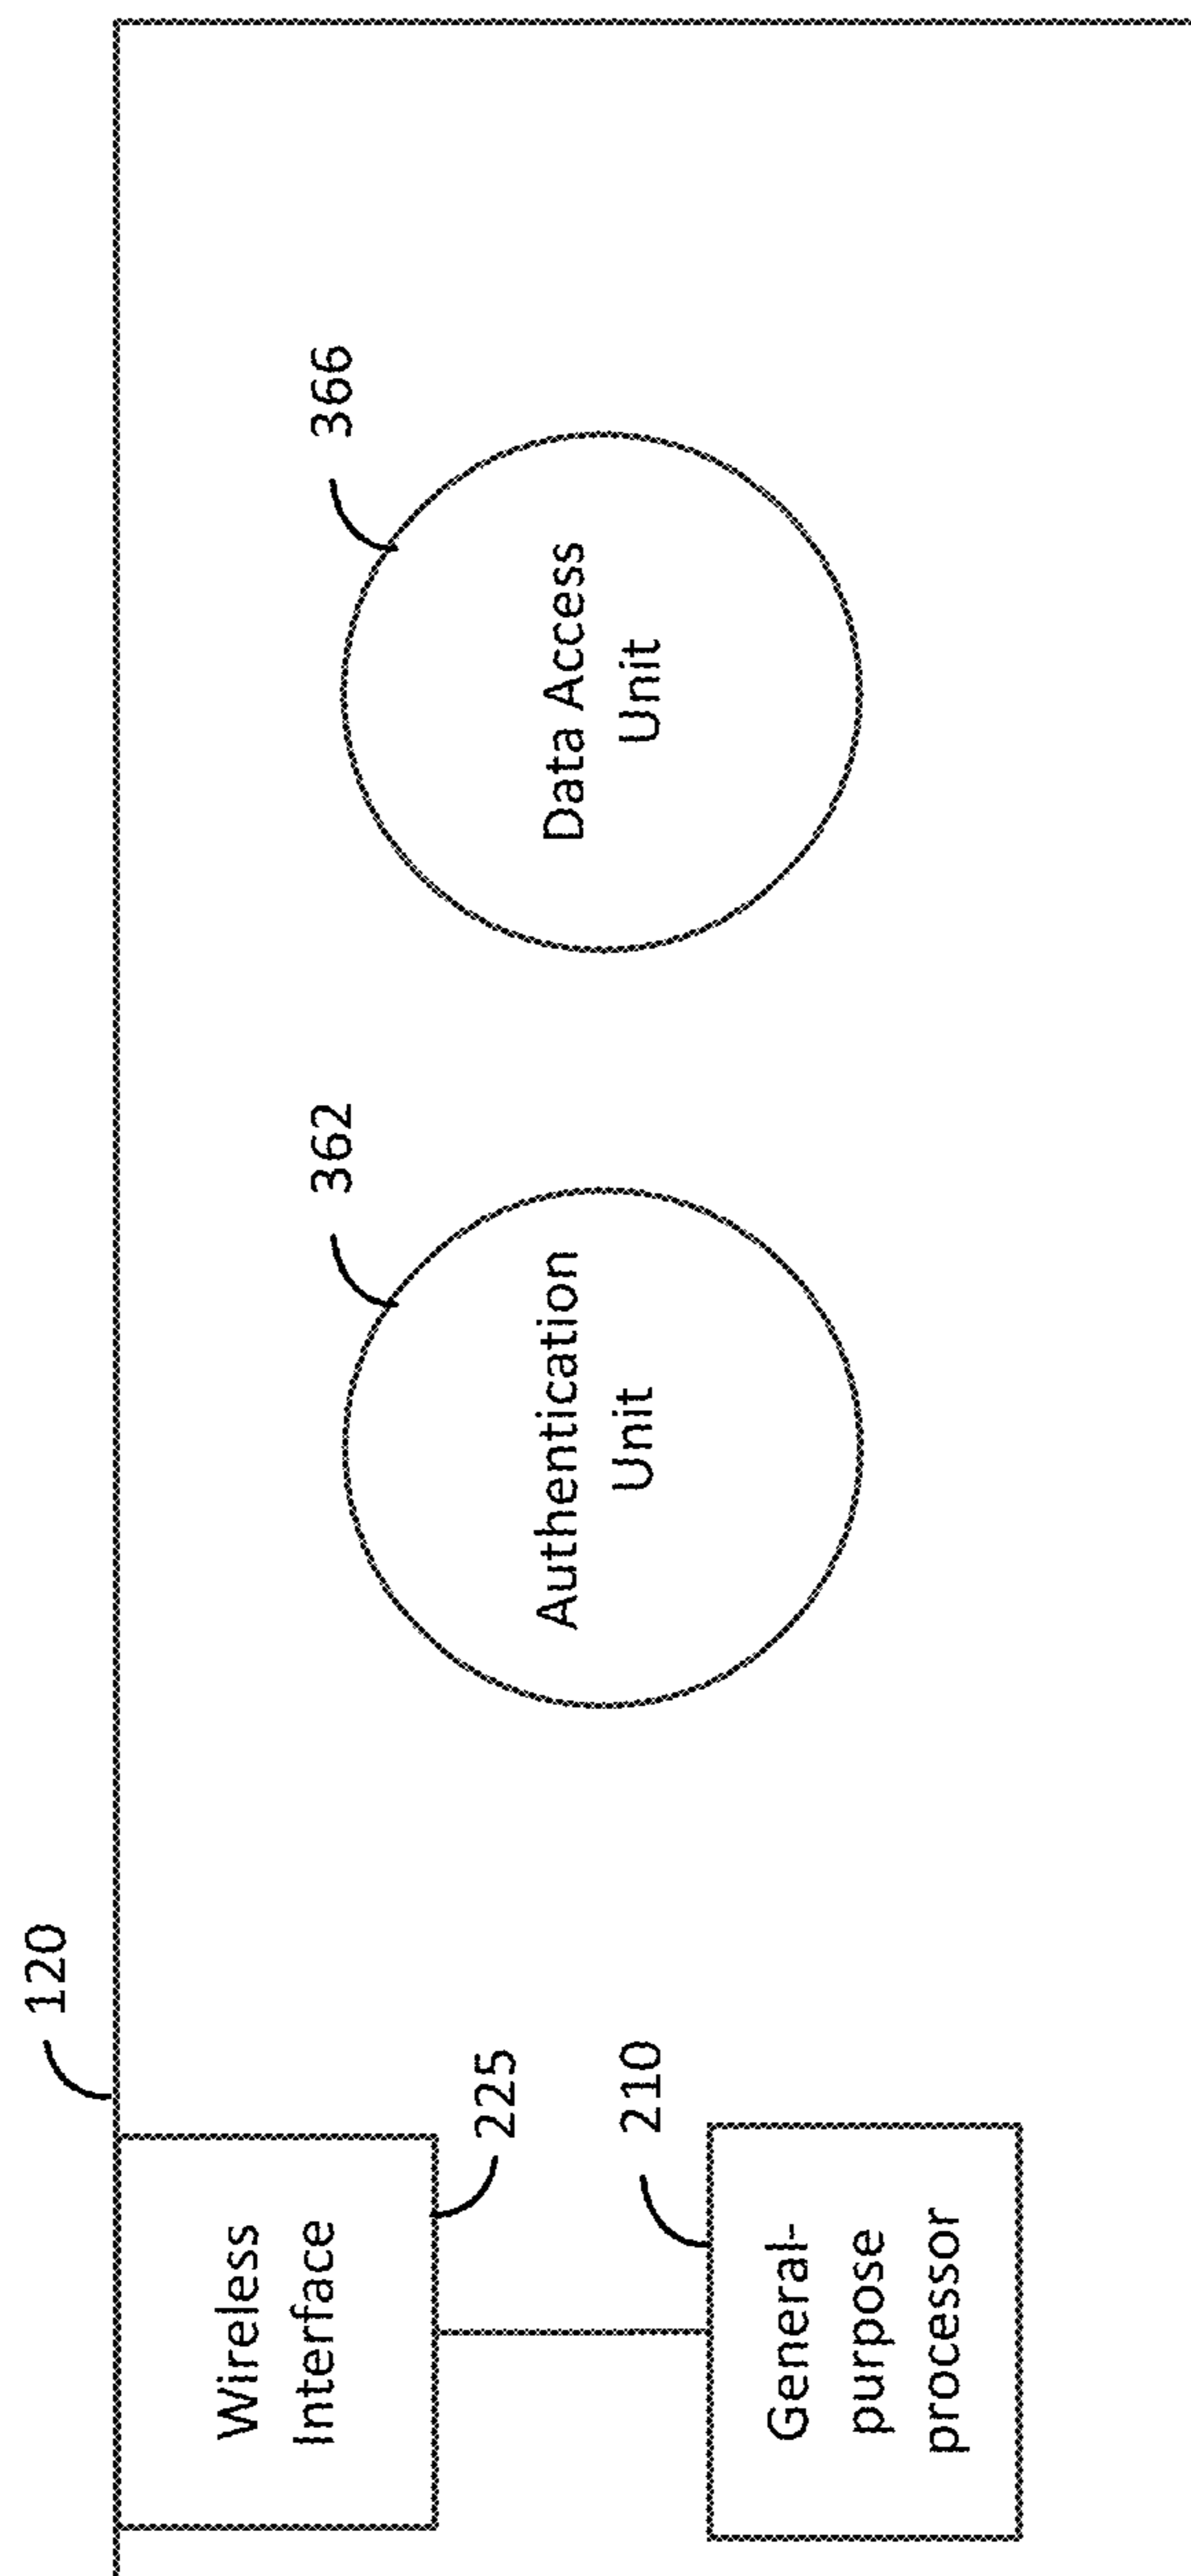 120
Wireless
Interface
225
210
General-
purpose
processor
362
Authentication
Unit
366
Data Access
Unit